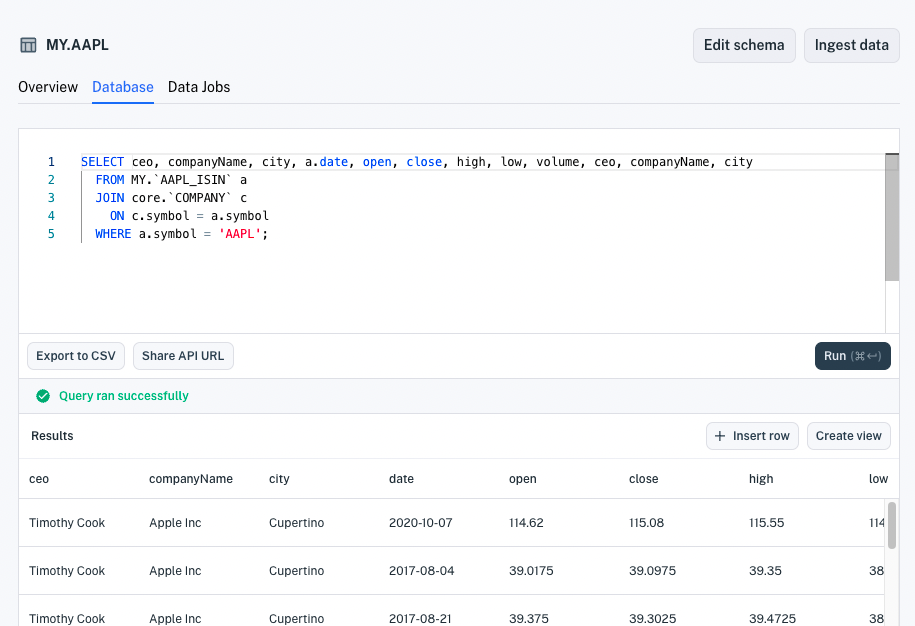 MY.AAPL
Edit schema
Ingest data
Overview Database Data Jobs
1 SELECT ceo, companyName, city, a.date, open, close, high, low, volume, ceo, companyName, city
2 FROM MY.`AAPL_ISIN` a
3 JOIN core.`COMPANY` c
4 ON c.symbol = a.symbol
5 WHERE a.symbol = 'AAPL';
Export to CSV Share API URL Run (⌘↩)
Query ran successfully
Results + Insert row Create view
ceo companyName city date open close high low
Timothy Cook Apple Inc Cupertino 2020-10-07 114.62 115.08 115.55 114
Timothy Cook Apple Inc Cupertino 2017-08-04 39.0175 39.0975 39.35 38
Timothy Cook Apple Inc Cupertino 2017-08-21 39.375 39.3025 39.4725 38